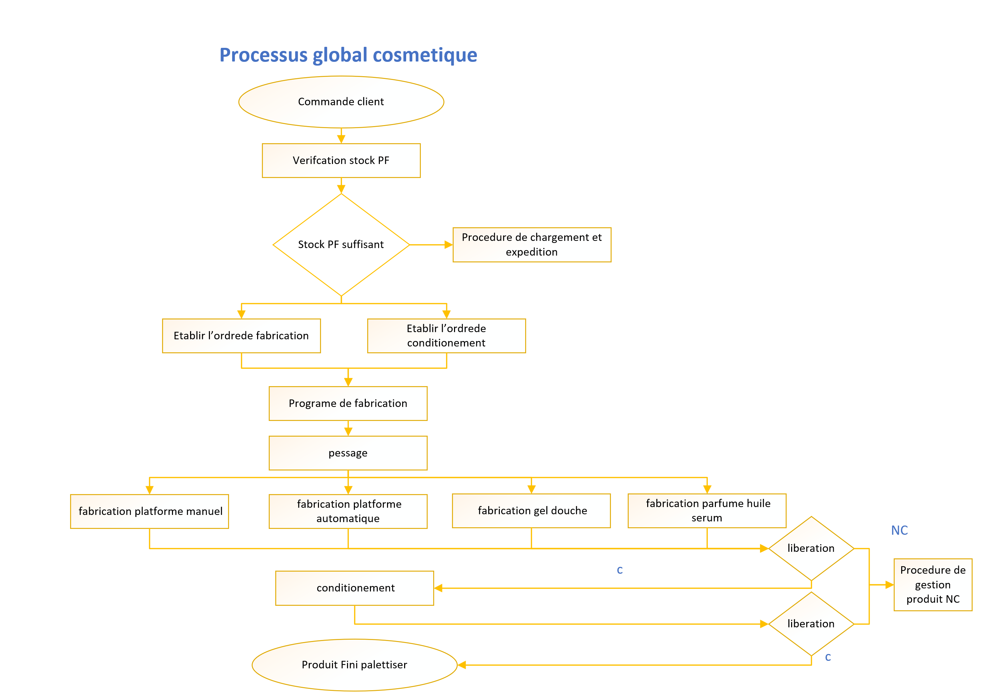 Processus global cosmetique
Commande client
Verifcation stock PF
Stock PF suffisant
Procedure de chargement et
expedition
Etablir l’ordrede fabrication
Etablir l’ordrede
conditionement
Programe de fabrication
pessage
fabrication platforme manuel
fabrication platforme
automatique
fabrication gel douche
fabrication parfume huile
serum
NC
liberation
c
conditionement
Procedure de
gestion
produit NC
liberation
c
Produit Fini palettiser